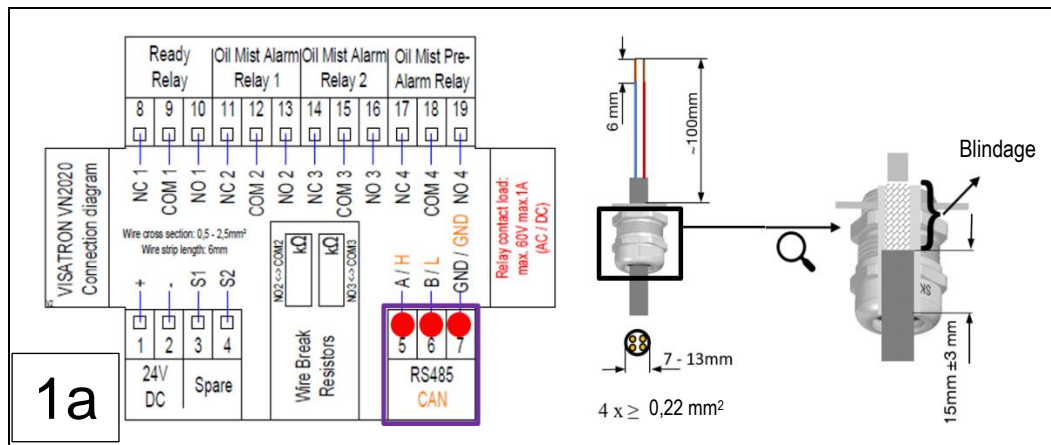 Ready Relay
Oil Mist Alarm Relay 1
Oil Mist Alarm Relay 2
Oil Mist Pre-Alarm Relay
8 9 10 11 12 13 14 15 16 17 18 19
NC 1
COM 1
NO 1
NC 2
COM 2
NO 2
NC 3
COM 3
NO 3
NC 4
COM 4
NO 4
VISATRON VN2020
Connection diagram
Wire cross section: 0,5 - 2,5mm²
Wire strip length: 6mm
NO2<->COM2
kΩ
kΩ
NO3<->COM3
Wire Break
Resistors
Relay contact load:
max. 60V max.1A
(AC / DC)
+
-
S1
S2
A / H
B / L
GND / GND
1 2 3 4
5 6 7
24V
DC
Spare
RS485
CAN
1a
6 mm
~100mm
7 - 13mm
4 x ≥ 0,22 mm²
Blindage
SK
15mm ±3 mm